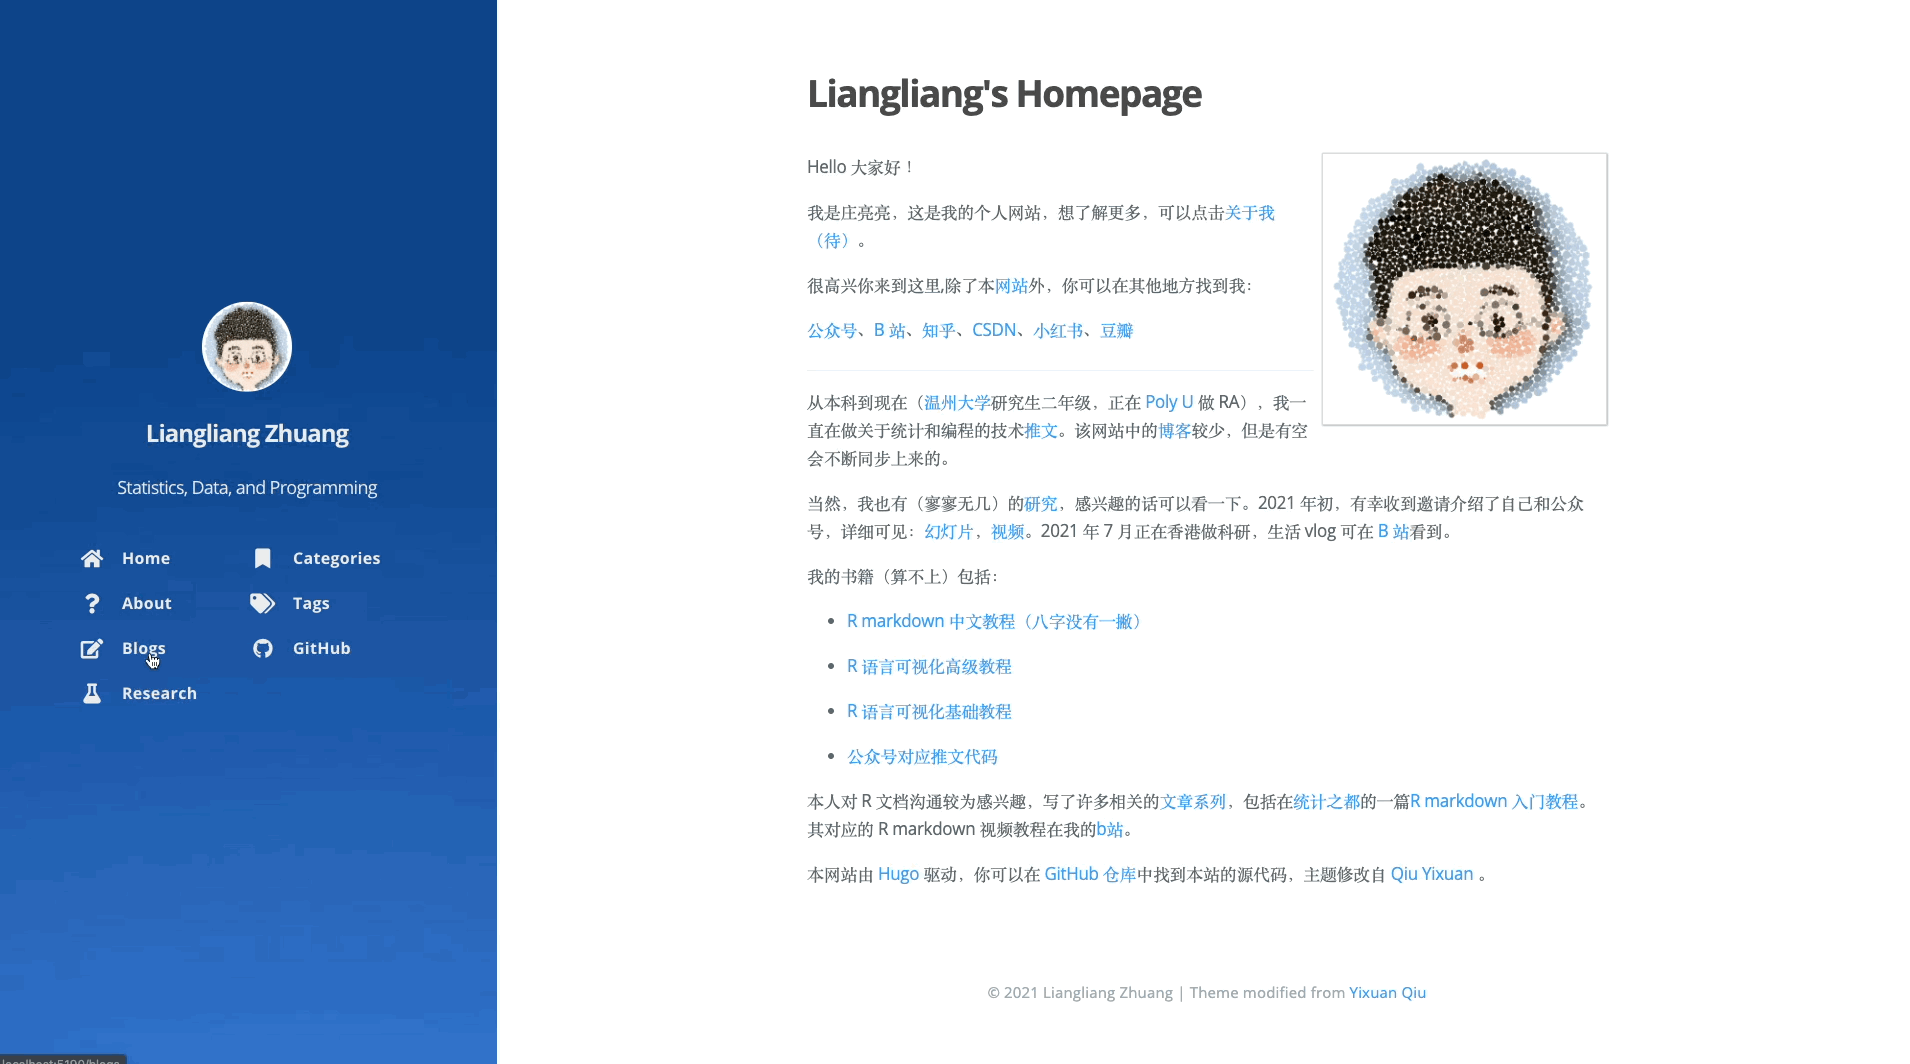 Liangliang Zhuang
Statistics, Data, and Programming
Home
Categories
About
Tags
Blogs
GitHub
Research
Liangliang's Homepage
Hello 大家好！
我是庄亮亮，这是我的个人网站，想了解更多，可以点击关于我
（待）。
很高兴你来到这里,除了本网站外，你可以在其他地方找到我：
公众号、B 站、知乎、CSDN、小红书、豆瓣
从本科到现在（温州大学研究生二年级，正在 Poly U 做 RA），我一
直在做关于统计和编程的技术推文。该网站中的博客较少，但是有空
会不断同步上来的。
当然，我也有（寥寥无几）的研究，感兴趣的话可以看一下。2021 年初，有幸收到邀请介绍了自己和公众
号，详细可见：幻灯片，视频。2021 年 7 月正在香港做科研，生活 vlog 可在 B 站看到。
我的书籍（算不上）包括：
R markdown 中文教程（八字没有一撇）
R 语言可视化高级教程
R 语言可视化基础教程
公众号对应推文代码
本人对 R 文档沟通较为感兴趣，写了许多相关的文章系列，包括在统计之都的一篇R markdown 入门教程。
其对应的 R markdown 视频教程在我的b站。
本网站由 Hugo 驱动，你可以在 GitHub 仓库中找到本站的源代码，主题修改自 Qiu Yixuan 。
© 2021 Liangliang Zhuang | Theme modified from Yixuan Qiu